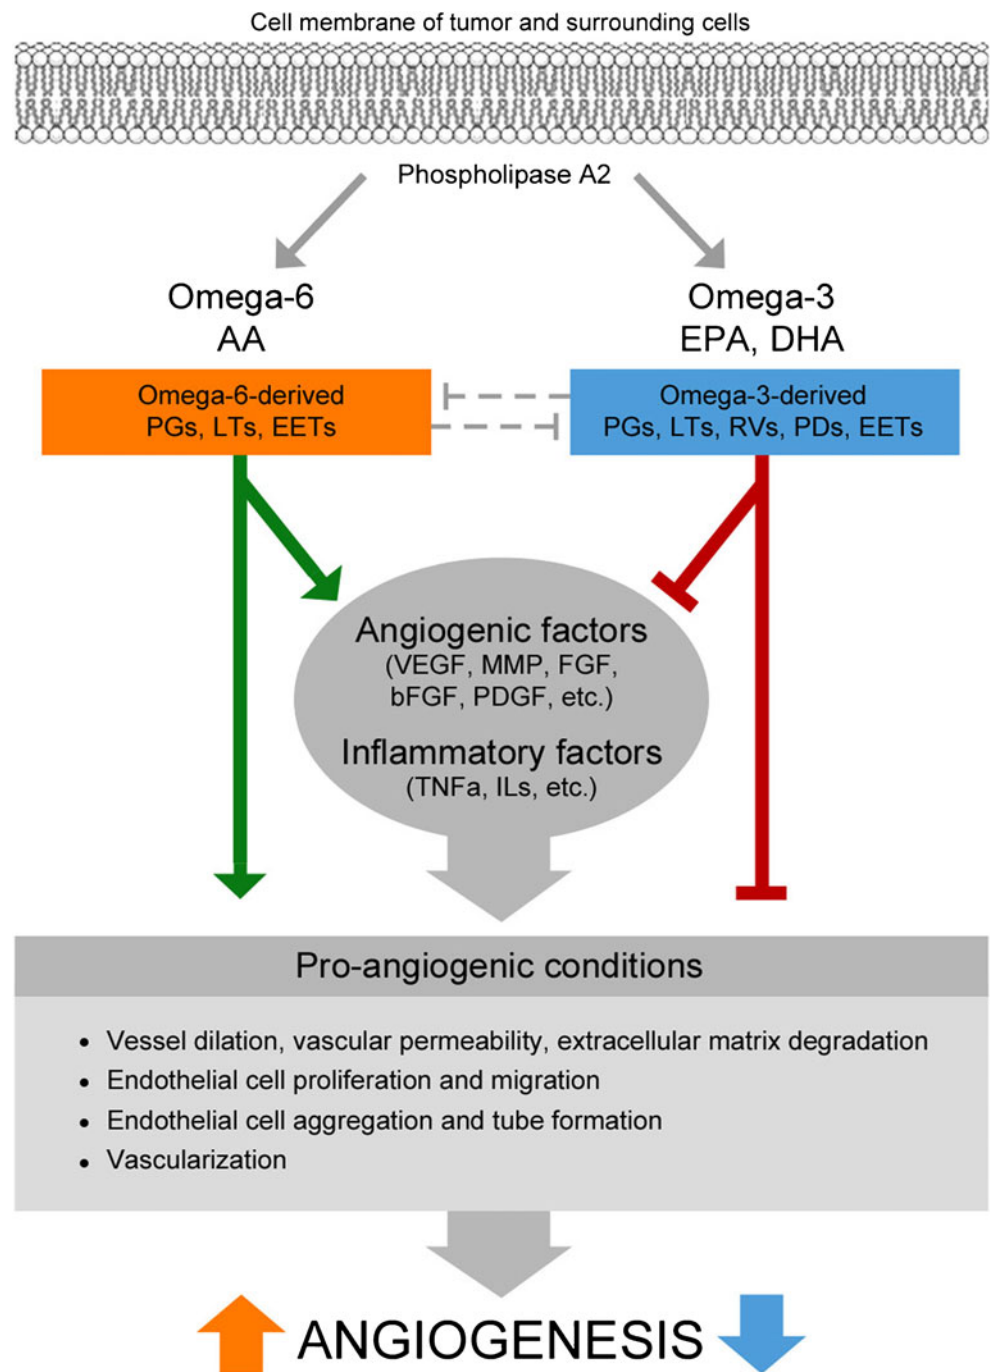 Cell membrane of tumor and surrounding cells
Phospholipase A2
Omega-6
AA
Omega-3
EPA, DHA
Omega-6-derived
PGs, LTs, EETs
Omega-3-derived
PGs, LTs, RVs, PDs, EETs
Angiogenic factors
(VEGF, MMP, FGF,
bFGF, PDGF, etc.)
Inflammatory factors
(TNFa, ILs, etc.)
Pro-angiogenic conditions
• Vessel dilation, vascular permeability, extracellular matrix degradation
• Endothelial cell proliferation and migration
• Endothelial cell aggregation and tube formation
• Vascularization
ANGIOGENESIS